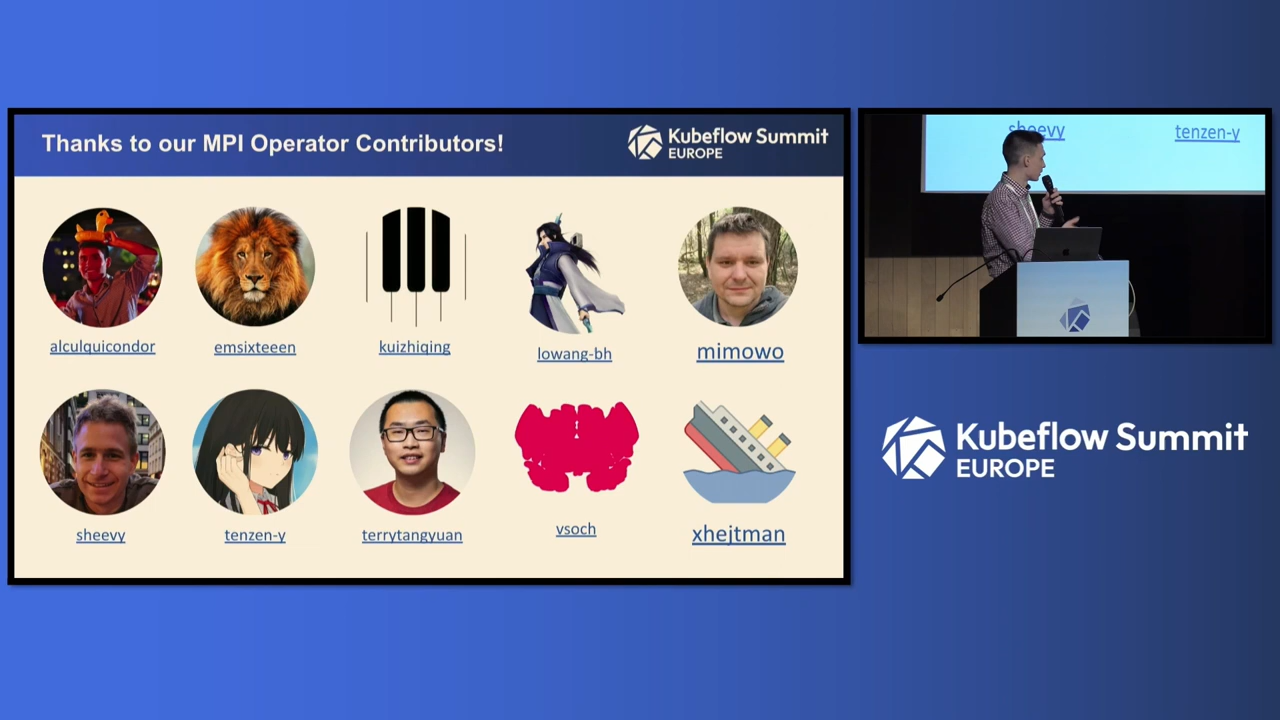 Thanks to our MPI Operator Contributors!
Kubeflow Summit
EUROPE
alculquicondor
emsixteeen
kuizhiqing
lowang-bh
mimowo
sheevy
tenzen-y
terrytangyuan
vsoch
xhejtman
sheevy
tenzen-y
Kubeflow Summit
EUROPE